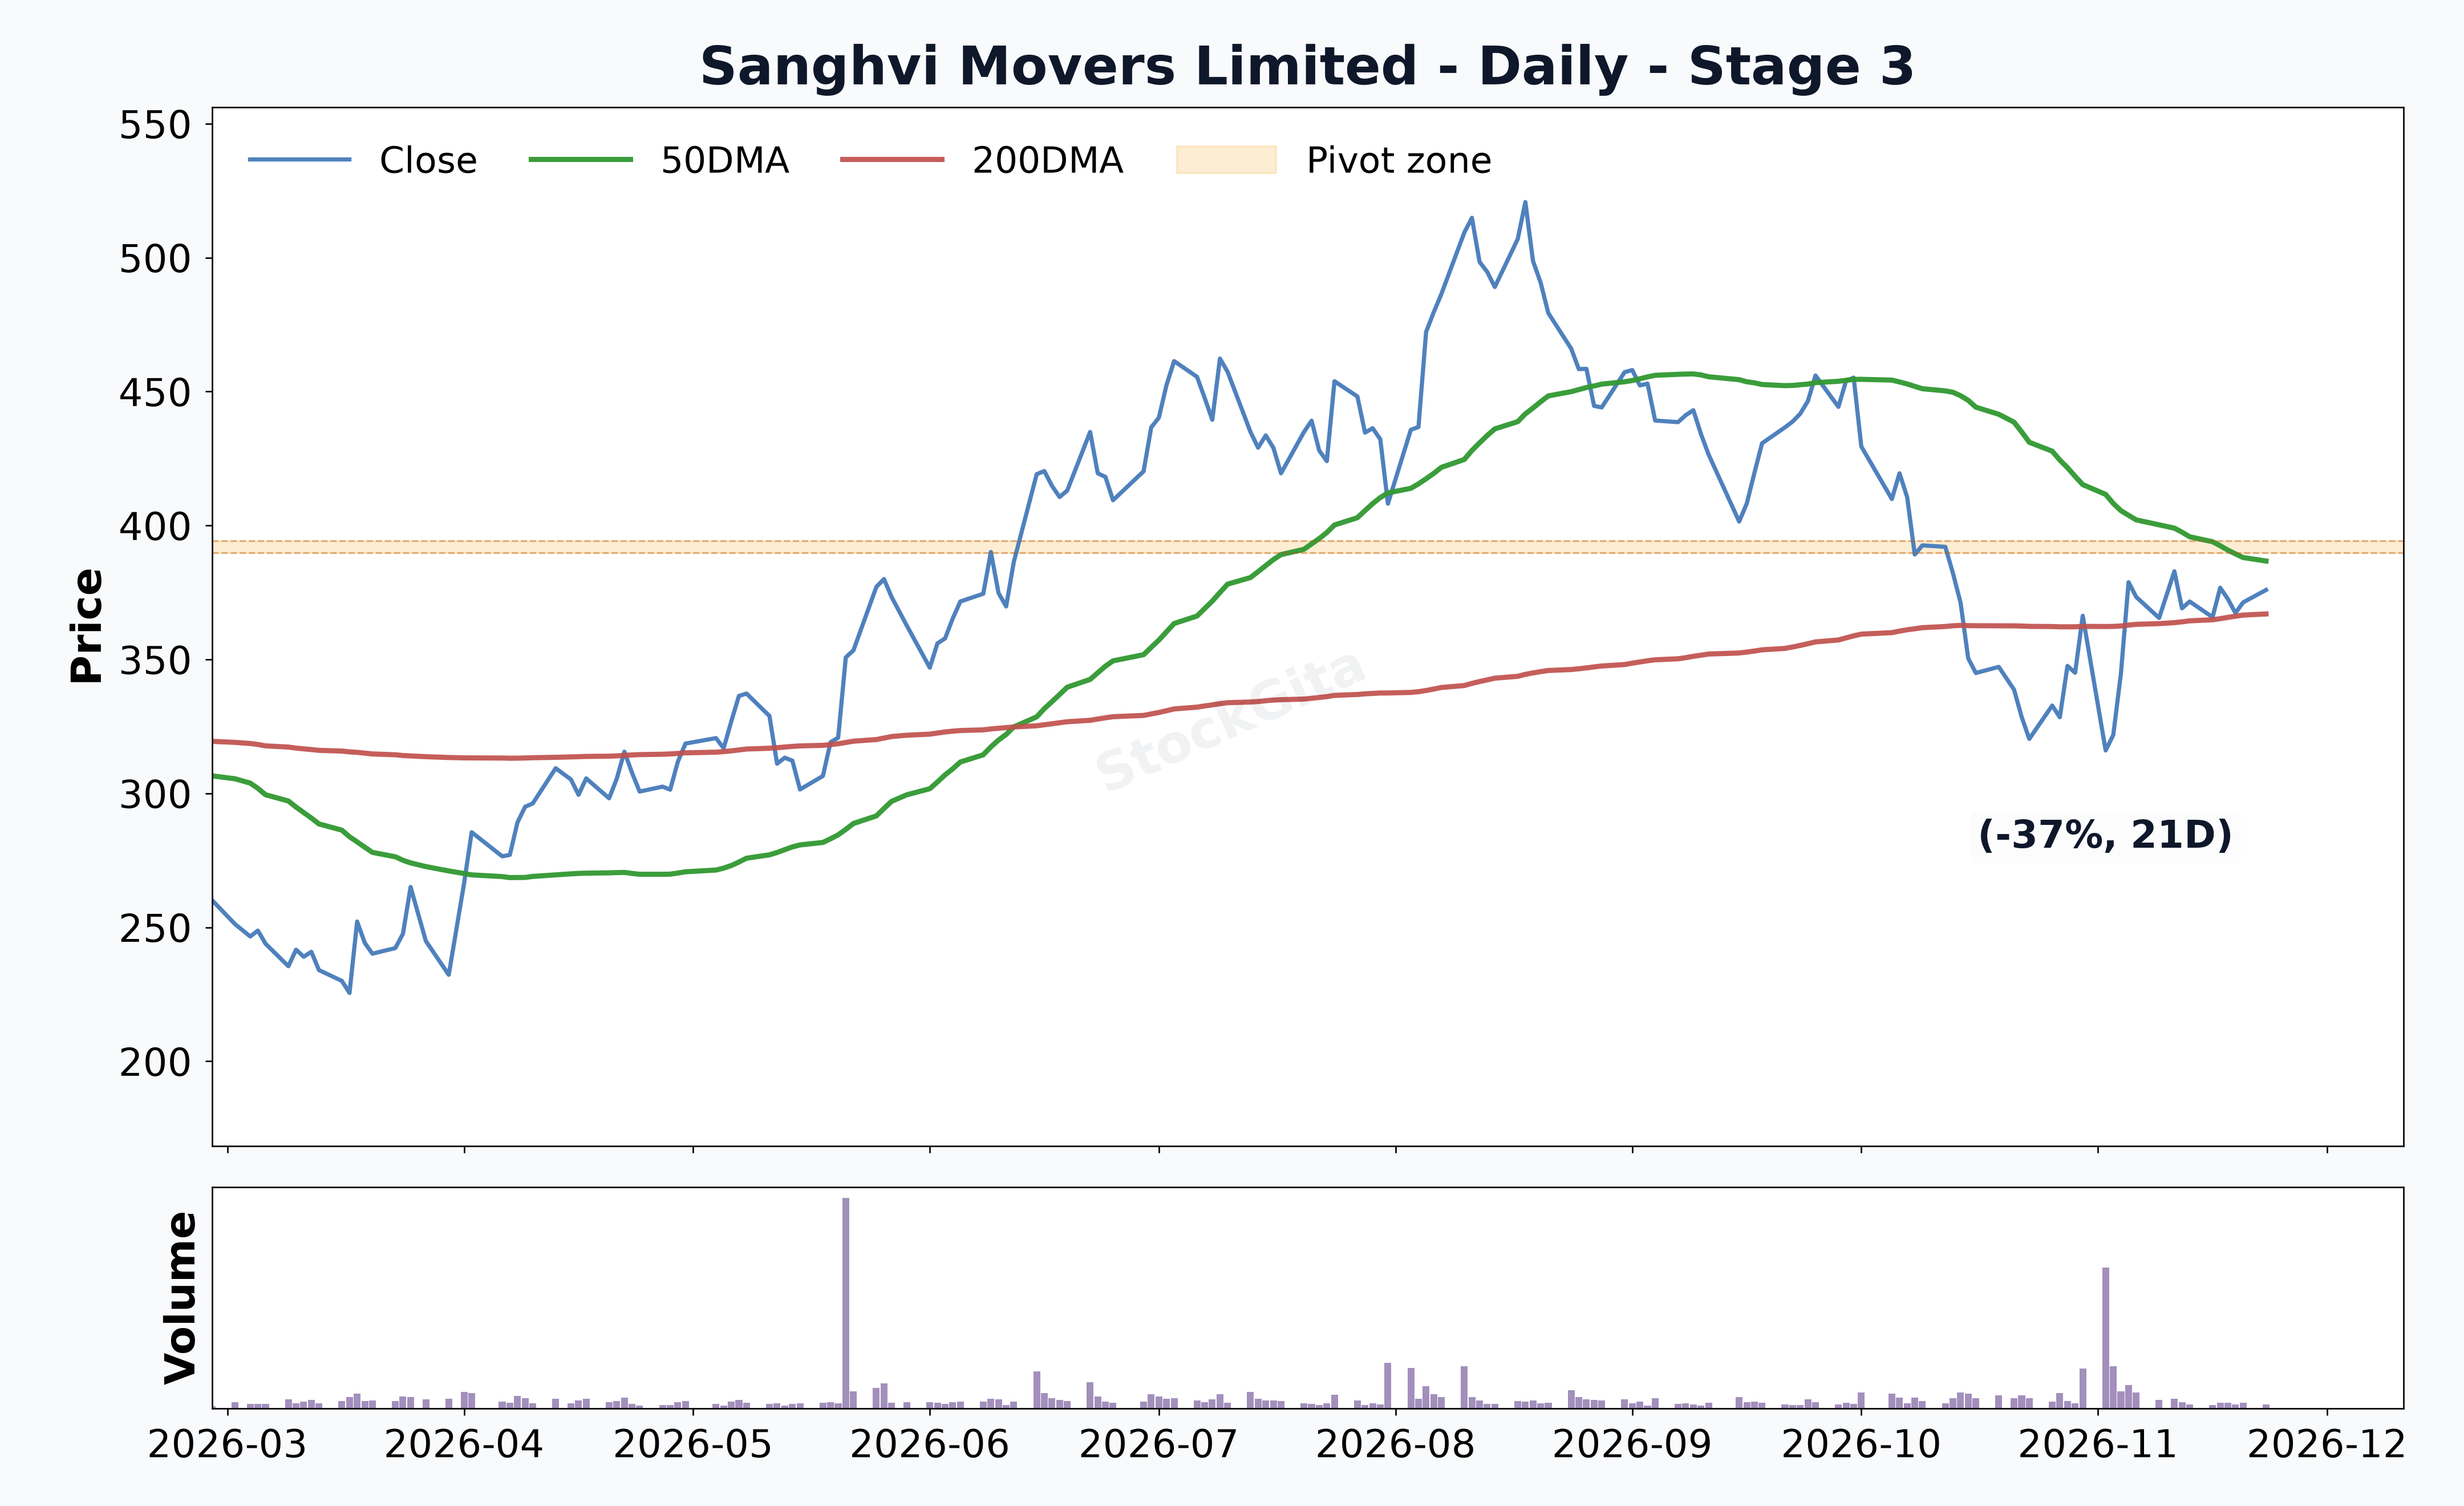 Sanghvi Movers Limited - Daily - Stage 3
Close 50DMA 200DMA Pivot zone
Price
550
500
450
400
350
300
250
200
StockGita
(-37%, 21D)
Volume
2026-03 2026-04 2026-05 2026-06 2026-07 2026-08 2026-09 2026-10 2026-11 2026-12